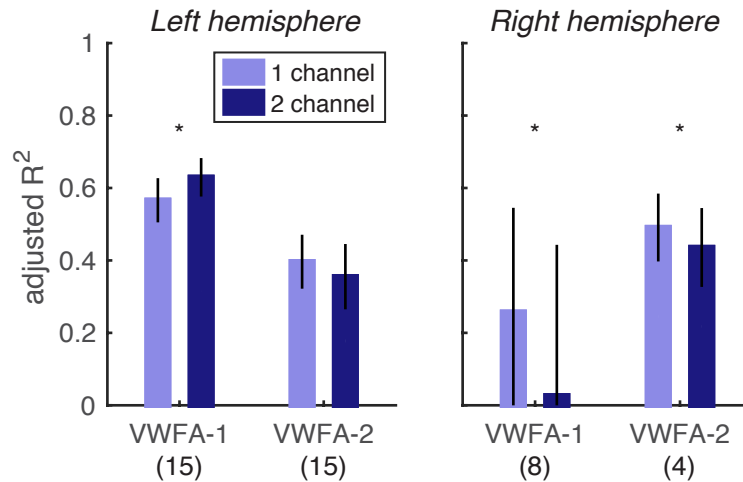 Left hemisphere
Right hemisphere
1 channel
2 channel
adjusted R²
1
0.8
0.6
0.4
0.2
0
*
*
*
VWFA-1
VWFA-2
VWFA-1
VWFA-2
(15)
(15)
(8)
(4)